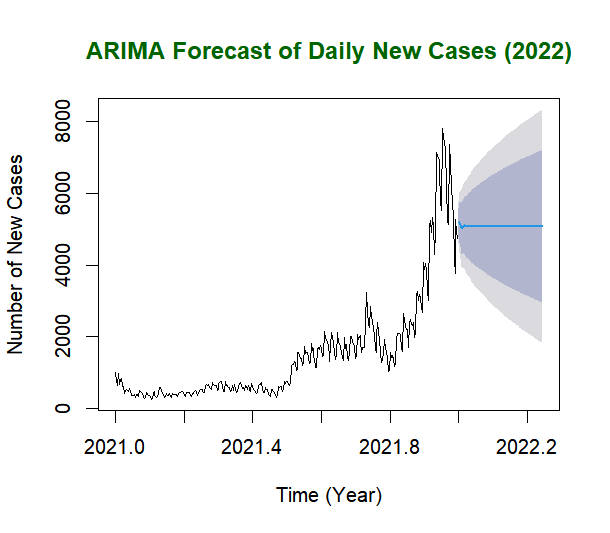 ARIMA Forecast of Daily New Cases (2022)
Number of New Cases
8000
6000
4000
2000
0
2021.0 2021.4 2021.8 2022.2
Time (Year)